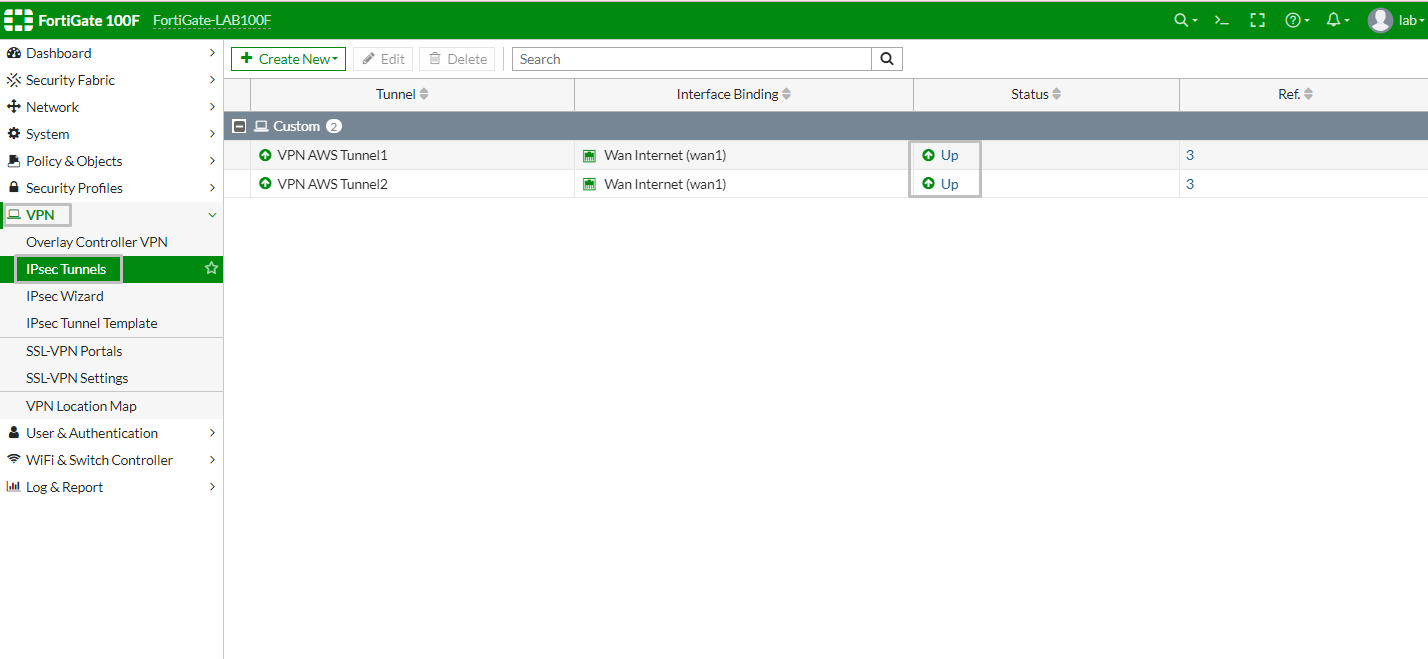 FortiGate 100F FortiGate-LAB100F lab
Dashboard
Security Fabric
Network
System
Policy & Objects
Security Profiles
VPN
Overlay Controller VPN
IPsec Tunnels
IPsec Wizard
IPsec Tunnel Template
SSL-VPN Portals
SSL-VPN Settings
VPN Location Map
User & Authentication
WiFi & Switch Controller
Log & Report
Create New Edit Delete Search
Tunnel Interface Binding Status Ref.
Custom 2
VPN AWS Tunnel1 Wan Internet (wan1) Up 3
VPN AWS Tunnel2 Wan Internet (wan1) Up 3